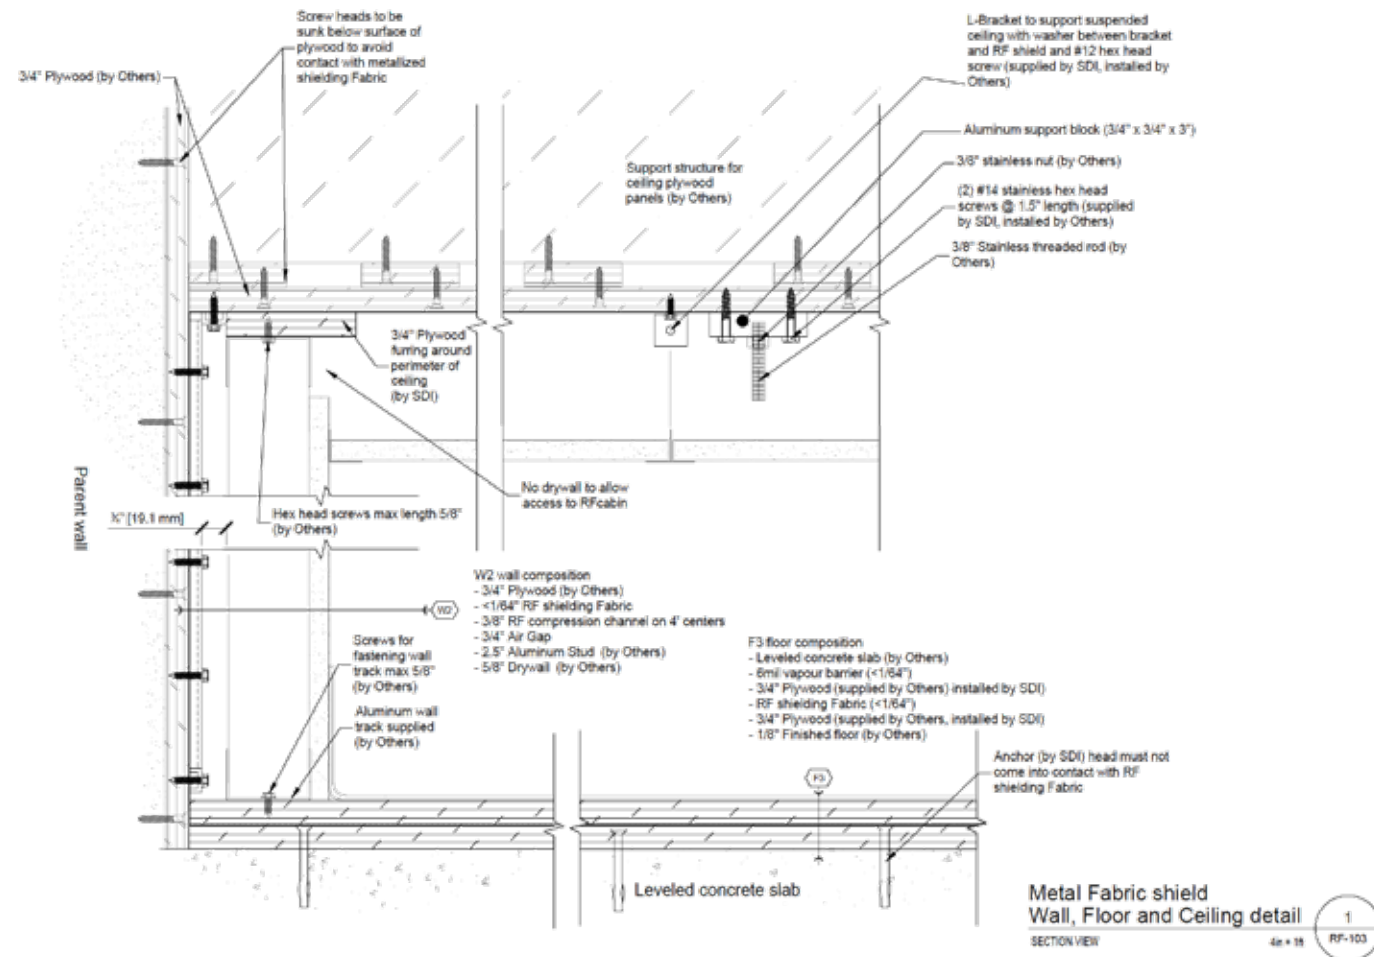 Screw heads to be
sunk below surface of
plywood to avoid
contact with metallized
shielding Fabric
3/4" Plywood (by Others)
L-Bracket to support suspended
ceiling with washer between bracket
and RF shield and #12 hex head
screw (supplied by SDI, installed by
Others)
Aluminum support block (3/4" x 3/4" x 3")
3/8" stainless nut (by Others)
(2) #14 stainless hex head
screws @ 1.5" length (supplied
by SDI, installed by Others)
3/8" Stainless threaded rod (by
Others)
Support structure for
ceiling plywood
panels (by Others)
3/4" Plywood
furring around
perimeter of
ceiling
(by SDI)
No drywall to allow
access to RFcabin
Parent wall
¾" [19.1 mm]
Hex head screws max length 5/8"
(by Others)
W2 wall composition
- 3/4" Plywood (by Others)
- <1/64" RF shielding Fabric
- 3/8" RF compression channel on 4' centers
- 3/4" Air Gap
- 2.5" Aluminum Stud (by Others)
- 5/8" Drywall (by Others)
W2
Screws for
fastening wall
track max 5/8"
(by Others)
Aluminum wall
track supplied
(by Others)
F3 floor composition
- Leveled concrete slab (by Others)
- 6mil vapour barrier (<1/64")
- 3/4" Plywood (supplied by Others) installed by SDI)
- RF shielding Fabric (<1/64")
- 3/4" Plywood (supplied by Others, installed by SDI)
- 1/8" Finished floor (by Others)
F3
Anchor (by SDI) head must not
come into contact with RF
shielding Fabric
Leveled concrete slab
Metal Fabric shield
Wall, Floor and Ceiling detail
SECTION VIEW
1
RF-103